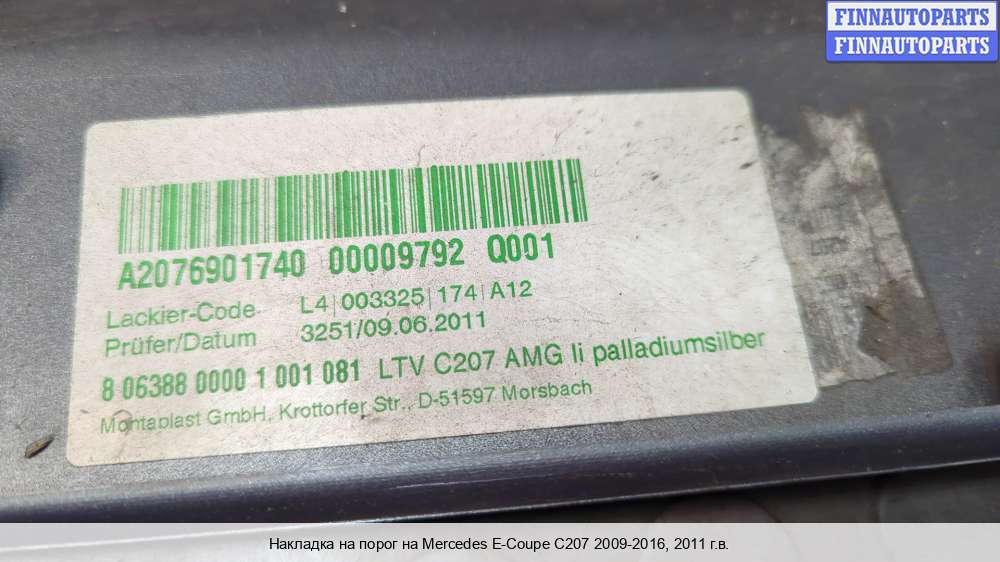 FINNAUTOPARTS
FINNAUTOPARTS
A2076901740 00009792 Q001
Lackier-Code L4|003325|174|A12
Prüfer/Datum 3251/09.06.2011
8 06388 0000 1 001 081 LTV C207 AMG li palladiumsilber
Montaplast GmbH, Krottorfer Str., D-51597 Morsbach
Накладка на порог на Mercedes E-Coupe C207 2009-2016, 2011 г.в.